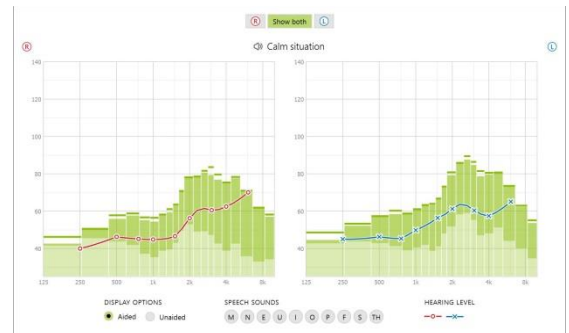 R Show both L
R Calm situation L
140 140
120 120
100 100
80 80
60 60
40 40
125 250 500 1k 2k 4k 8k 125 250 500 1k 2k 4k 8k
DISPLAY OPTIONS SPEECH SOUNDS HEARING LEVEL
Aided Unaided M N E U I O P F S TH